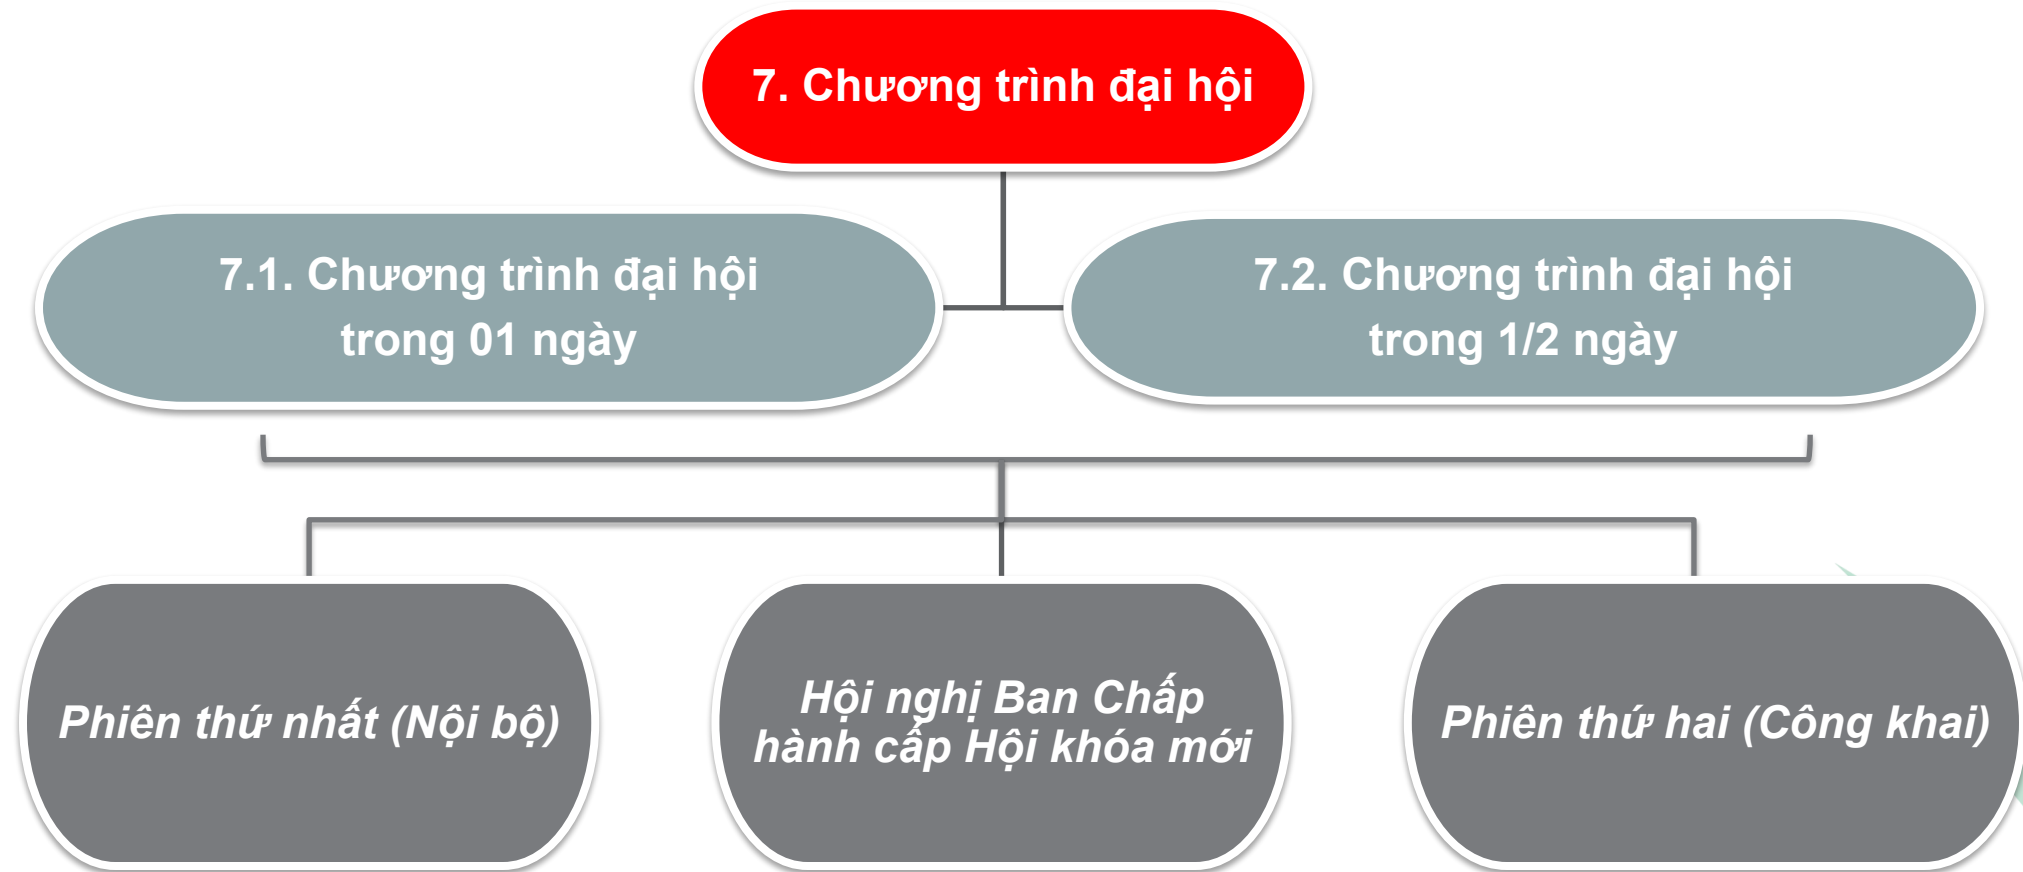 7. Chương trình đại hội
7.1. Chương trình đại hội
trong 01 ngày
7.2. Chương trình đại hội
trong 1/2 ngày
Phiên thứ nhất (Nội bộ)
Hội nghị Ban Chấp
hành cấp Hội khóa mới
Phiên thứ hai (Công khai)